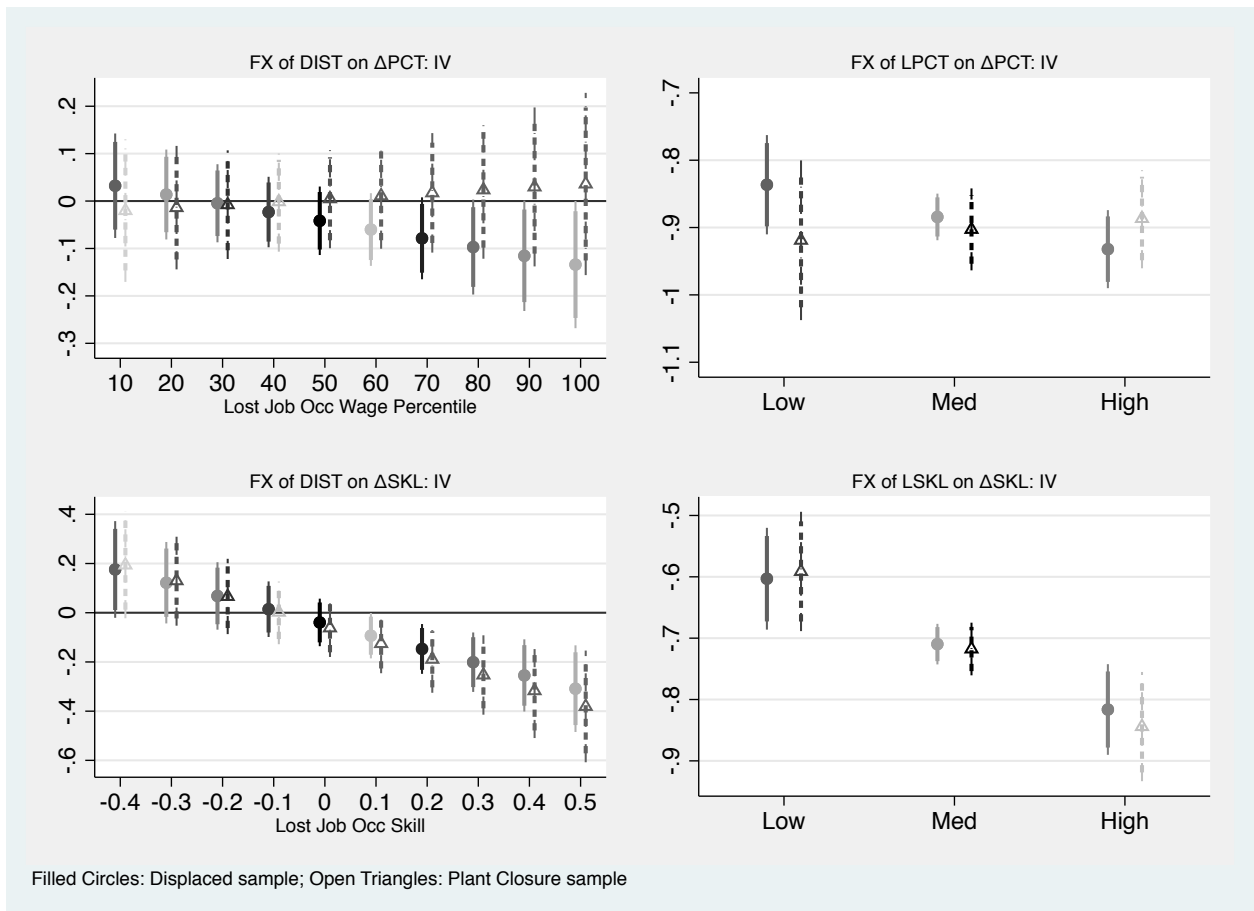 FX of DIST on ΔPCT: IV
.2
.1
0
-.1
-.2
-.3
10 20 30 40 50 60 70 80 90 100
Lost Job Occ Wage Percentile
FX of LPCT on ΔPCT: IV
-.7
-.8
-.9
-1
-1.1
Low Med High
FX of DIST on ΔSKL: IV
.4
.2
0
-.2
-.4
-.6
-0.4 -0.3 -0.2 -0.1 0 0.1 0.2 0.3 0.4 0.5
Lost Job Occ Skill
FX of LSKL on ΔSKL: IV
-.5
-.6
-.7
-.8
-.9
Low Med High
Filled Circles: Displaced sample; Open Triangles: Plant Closure sample